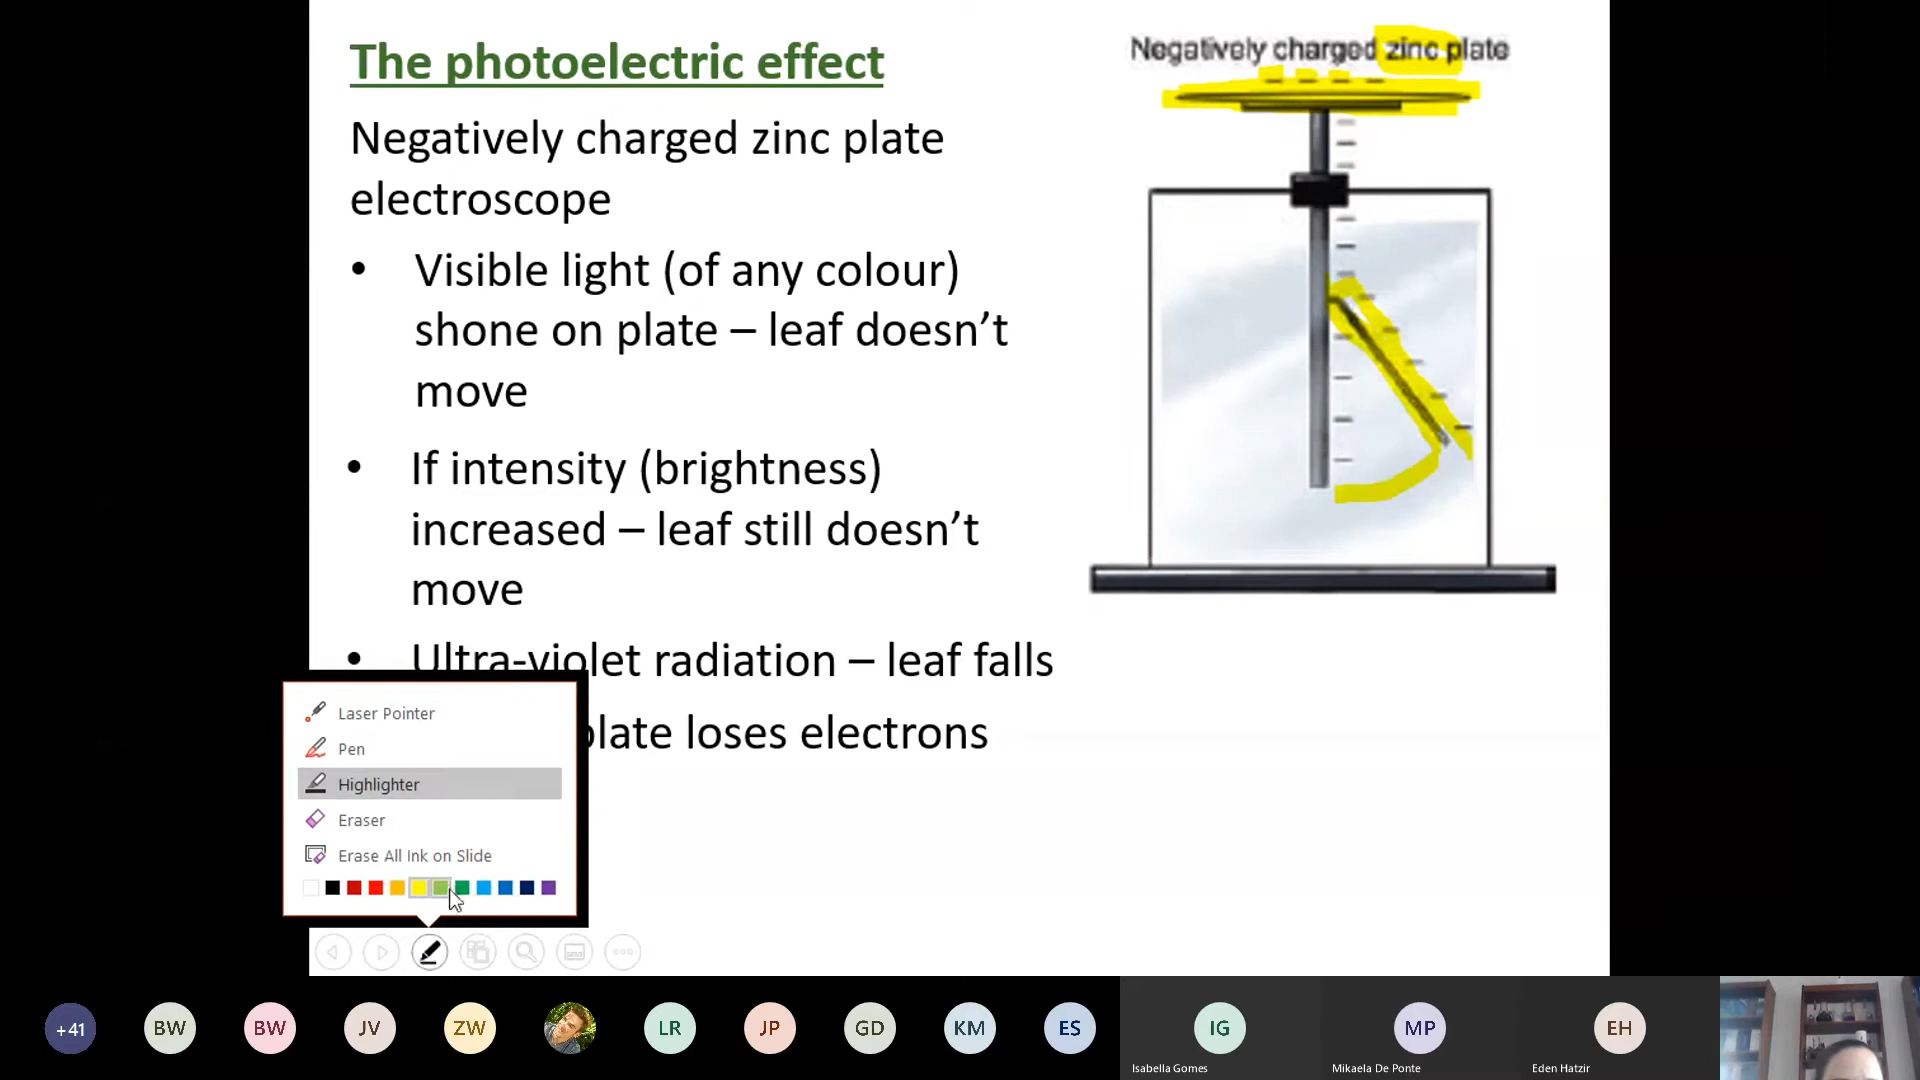 The photoelectric effect
Negatively charged zinc plate
electroscope
• Visible light (of any colour)
shone on plate – leaf doesn’t
move
• If intensity (brightness)
increased – leaf still doesn’t
move
• Ultra-violet radiation – leaf falls
plate loses electrons
Negatively charged zinc plate
Laser Pointer
Pen
Highlighter
Eraser
Erase All Ink on Slide
+41
BW
BW
JV
ZW
LR
JP
GD
KM
ES
IG
MP
EH
Isabella Gomes
Mikaela De Ponte
Eden Hatzir